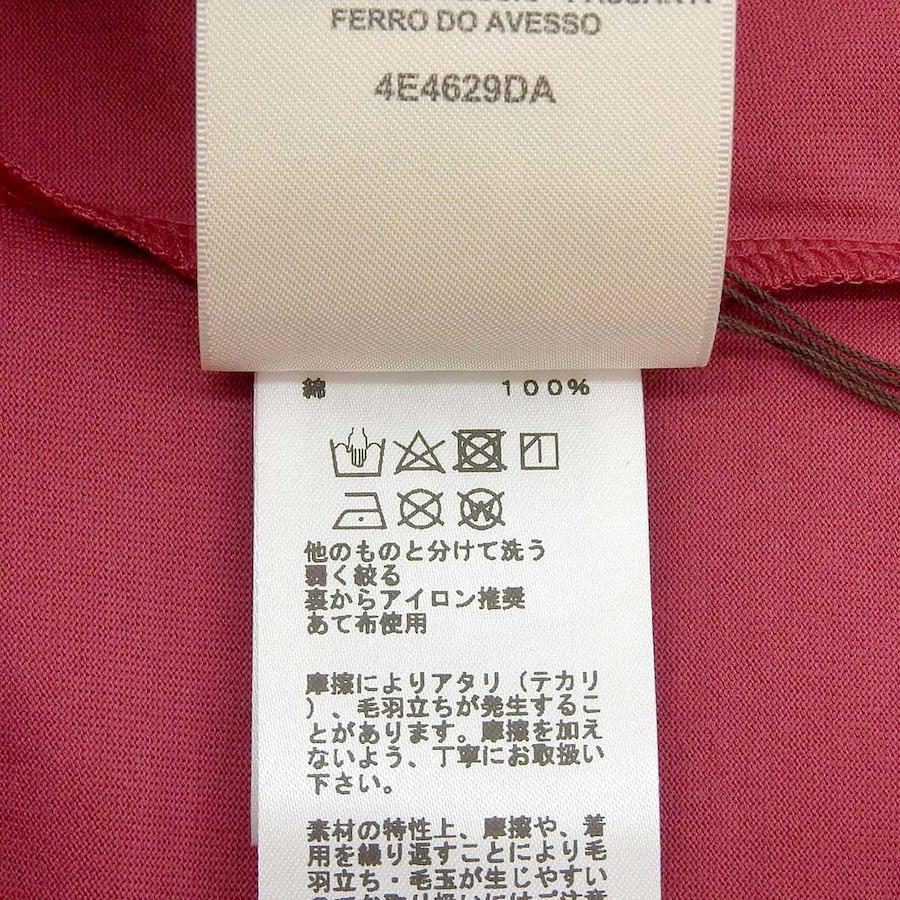 FERRO DO AVESSO
4E4629DA
綿 100%
他のものと分けて洗う
弱く絞る
裏からアイロン推奨
あて布使用
摩擦によりアタリ（テカリ
）、毛羽立ちが発生するこ
とがあります。摩擦を加え
ないよう、丁寧にお取扱い
下さい。
素材の特性上、摩擦や、着
用を繰り返すことにより毛
羽立ち・毛玉が生じやすい